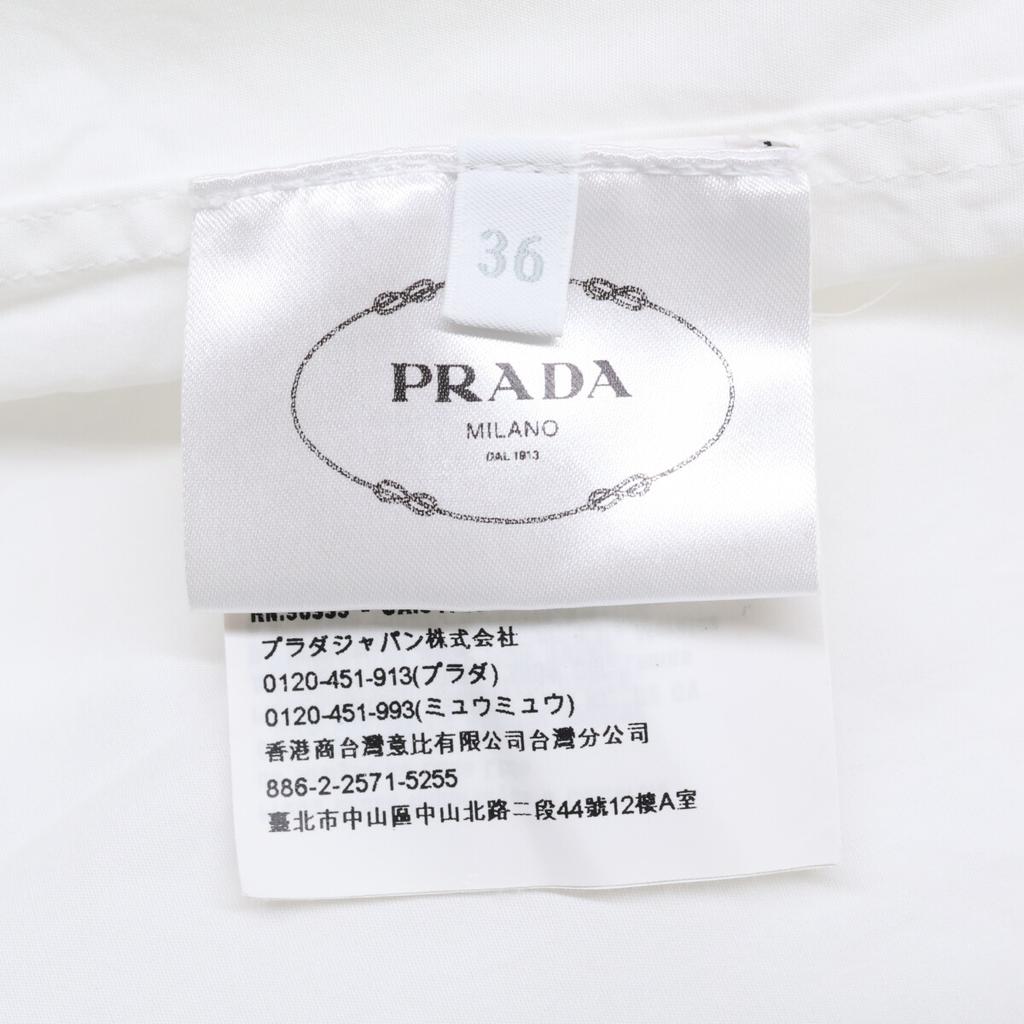 36
PRADA
MILANO
DAL 1913
プラダジャパン株式会社
0120-451-913(プラダ)
0120-451-993(ミュウミュウ)
香港商台灣意比有限公司台灣分公司
886-2-2571-5255
臺北市中山區中山北路二段44號12樓A室